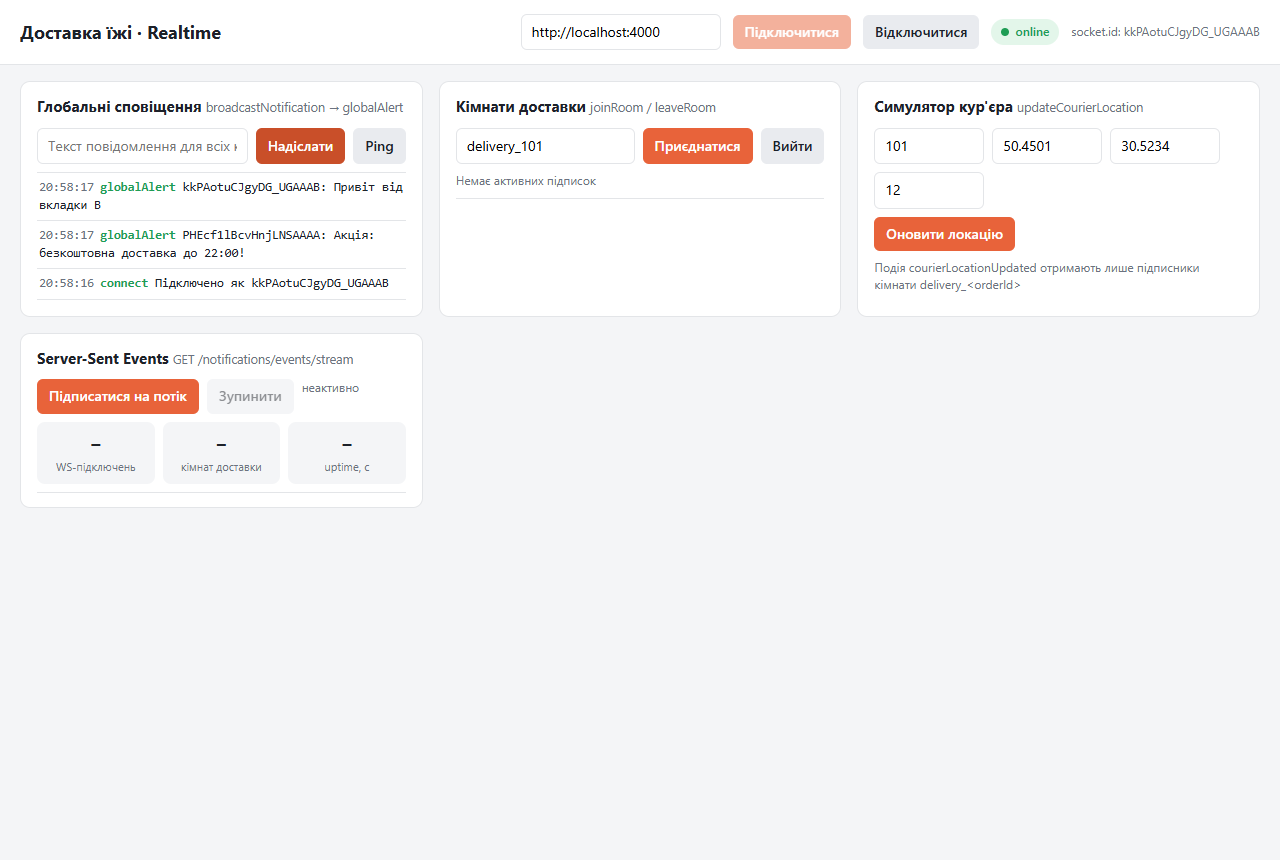 Доставка їжі · Realtime
http://localhost:4000
Підключитися
Відключитися
online
socket.id: kkPAotuCJgyDG_UGAAAB
Глобальні сповіщення broadcastNotification → globalAlert
Текст повідомлення для всіх к
Надіслати
Ping
20:58:17 globalAlert kkPAotuCJgyDG_UGAAAB: Привіт від
вкладки B
20:58:17 globalAlert PHEcf1lBcvHnjLNSAAAA: Акція:
безкоштовна доставка до 22:00!
20:58:16 connect Підключено як kkPAotuCJgyDG_UGAAAB
Кімнати доставки joinRoom / leaveRoom
delivery_101
Приєднатися
Вийти
Немає активних підписок
Симулятор кур'єра updateCourierLocation
101
50.4501
30.5234
12
Оновити локацію
Подія courierLocationUpdated отримають лише підписники
кімнати delivery_<orderId>
Server-Sent Events GET /notifications/events/stream
Підписатися на потік
Зупинити
неактивно
–
WS-підключень
–
кімнат доставки
–
uptime, с